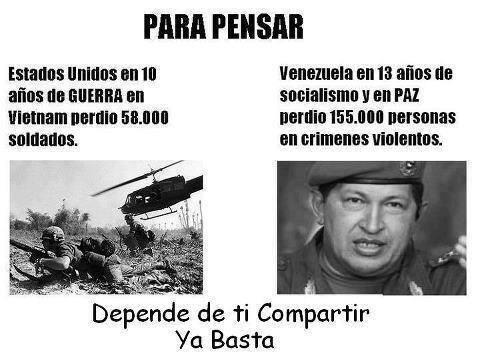 PARA PENSAR
Estados Unidos en 10
años de GUERRA en
Vietnam perdio 58.000
soldados.
Venezuela en 13 años de
socialismo y en PAZ
perdio 155.000 personas
en crimenes violentos.
Depende de ti Compartir
Ya Basta